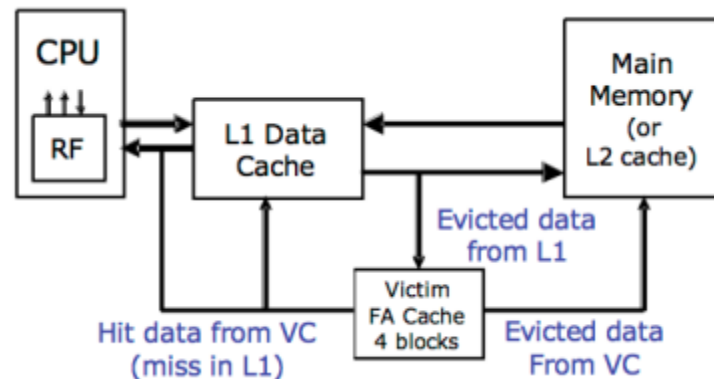 CPU
RF
L1 Data
Cache
Main
Memory
(or
L2 cache)
Evicted data
from L1
Victim
FA Cache
4 blocks
Hit data from VC
(miss in L1)
Evicted data
From VC